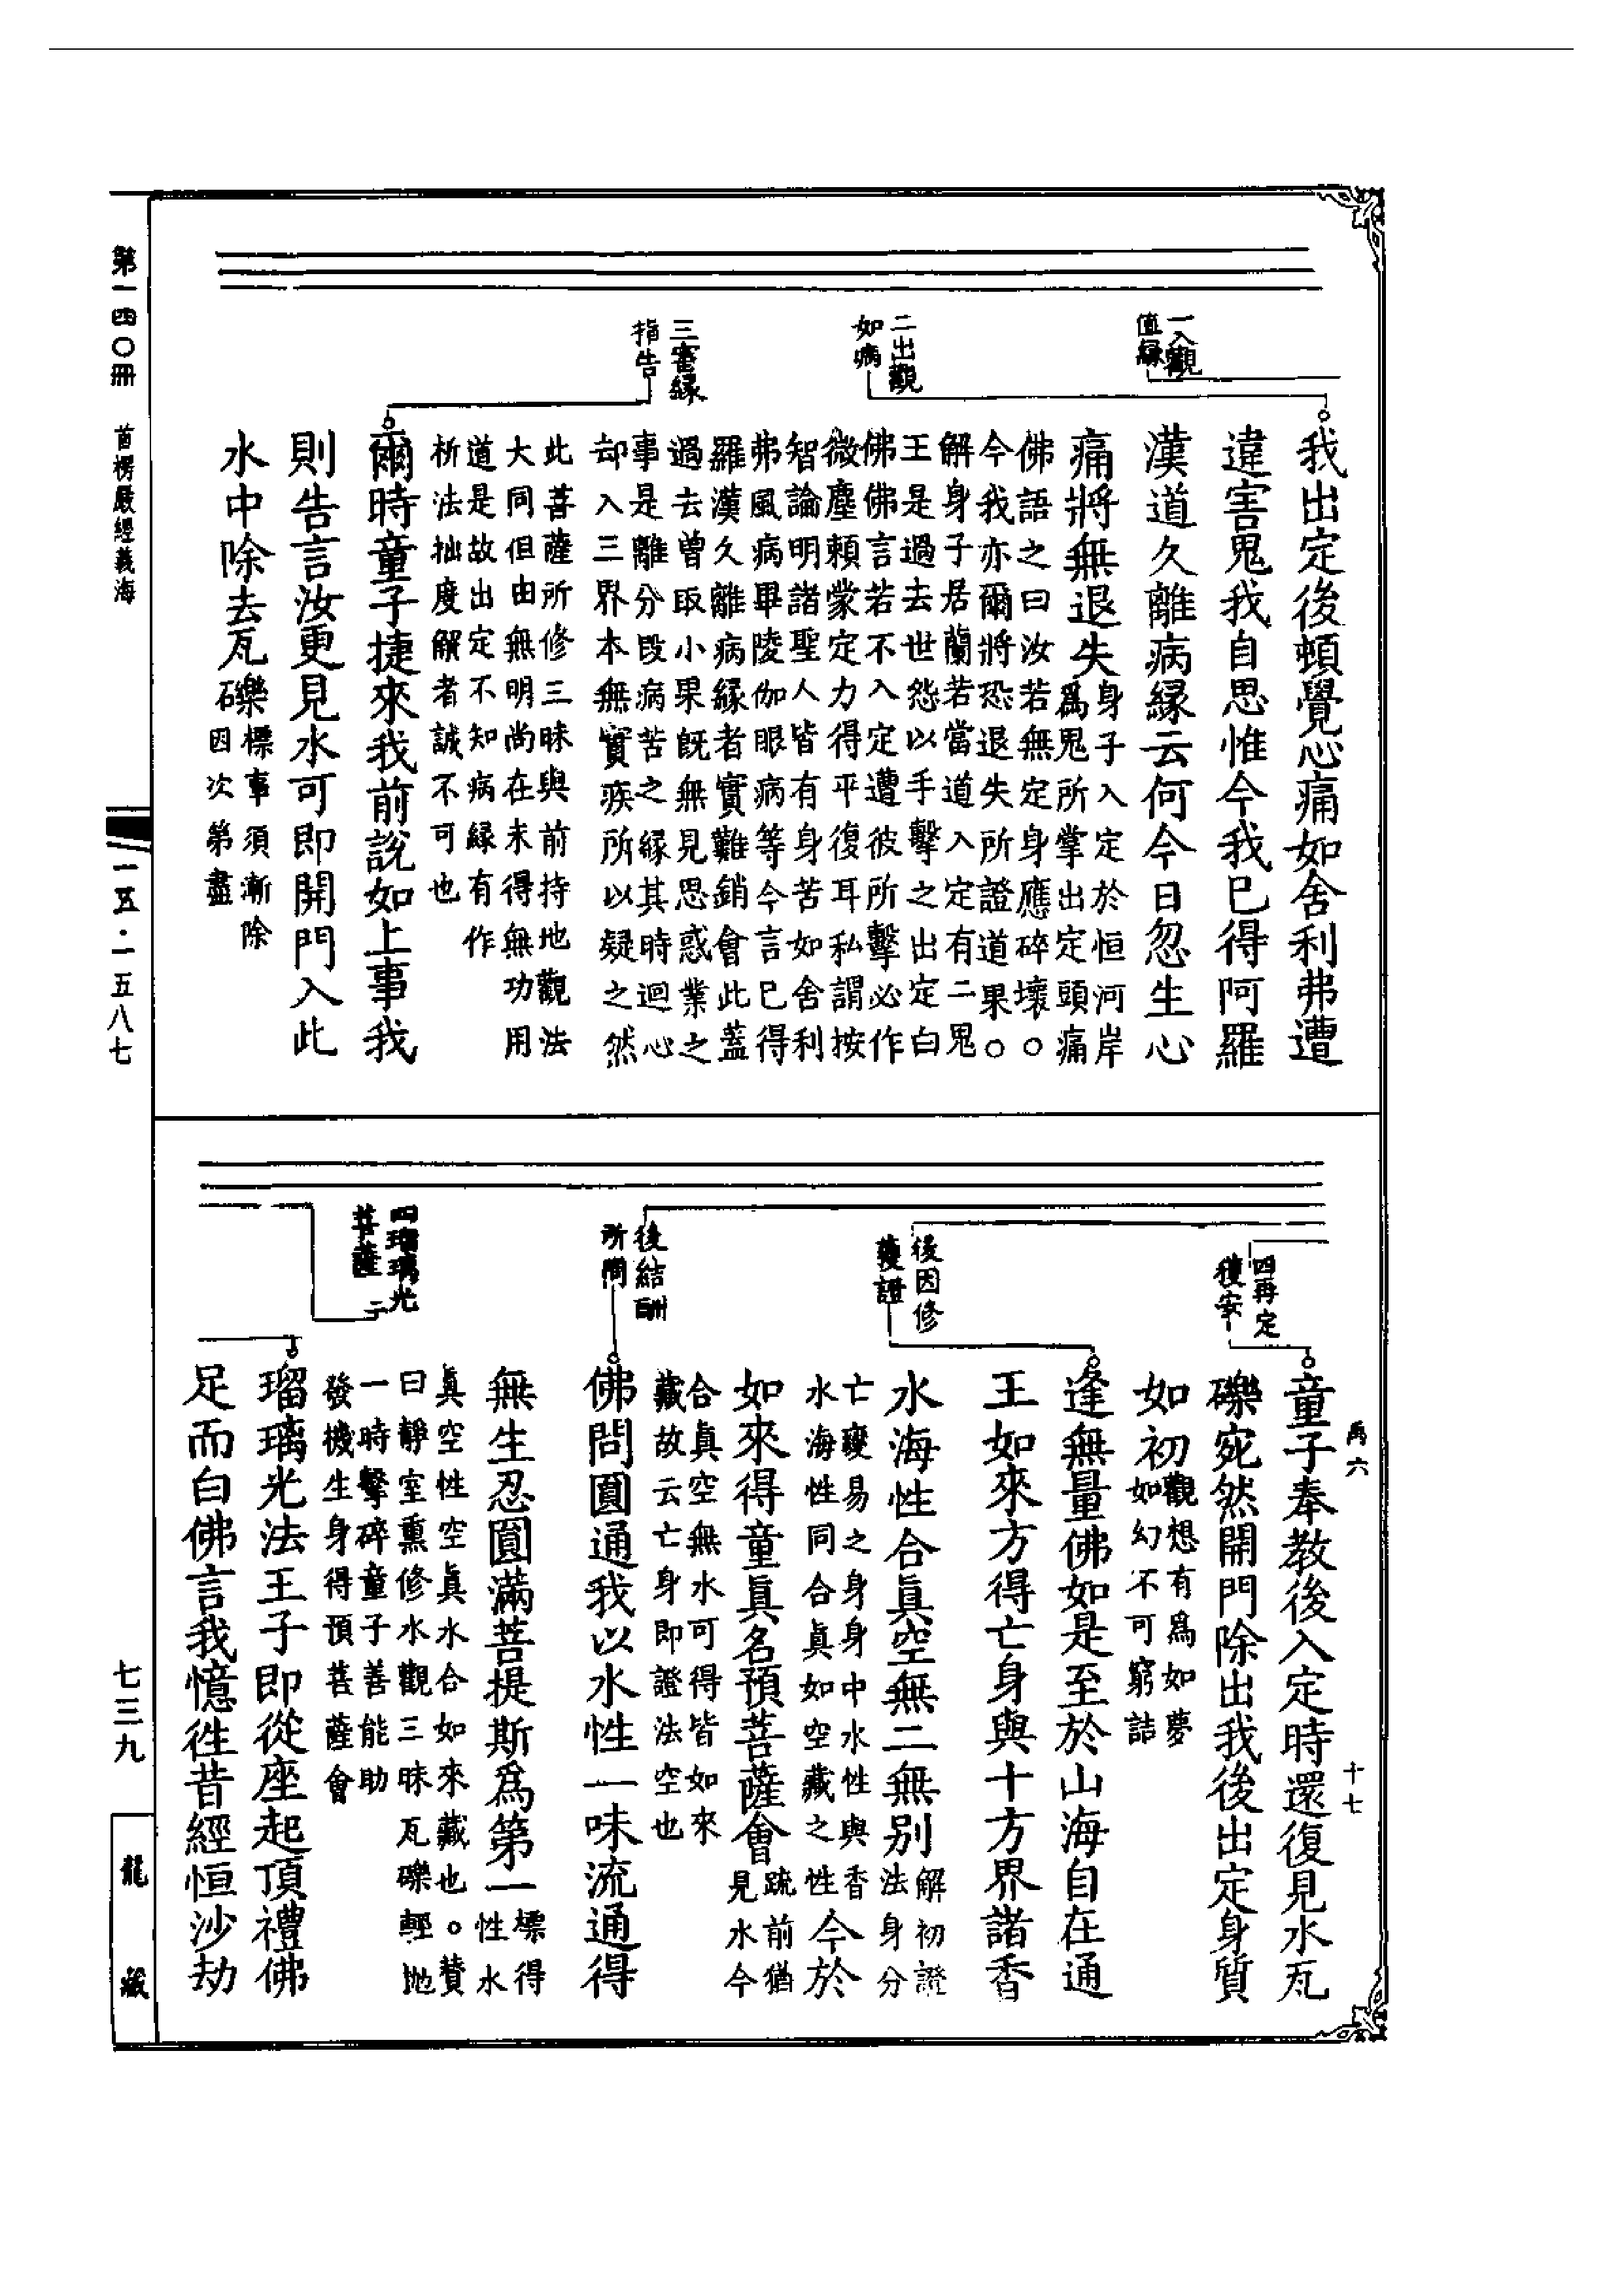 一入觀
值縁
二出觀
如病
三審縁
指告
我出定後頓覺心痛如舍利弗遭
違害鬼我自思惟今我已得阿羅
漢道久離病縁云何今日忽生心
痛將無退失身子入定於恒河岸
爲鬼所掌出定頭痛
佛語之曰汝若無定身應碎壞〇
今我亦爾將恐退失所證道果〇
解身子居蘭若當道入定有二鬼
王是過去世怨以手擊之出定白
佛佛言若不入定遭彼所擊必作
微塵頼蒙定力得平復耳私謂按
智論明諸聖人皆有身苦如舍利
弗風病畢陵伽眼病等今言已得
羅漢久離病縁者實難銷會此蓋
過去曽取小果旣無見思惑業之
事是離分段病苦之縁其時迴心
却入三界本無實疾所以疑之然
此菩薩所修三昧與前持地觀法
大同但由無明尚在未得無功用
道是故出定不知病縁有作
析法拙度解者誠不可也
爾時童子捷來我前說如上事我
則告言汝更見水可即開門入此
水中除去瓦礫標事須漸除
因次第盡
第一四〇冊 首楞嚴經義海
一五·一五八七
七三九
龍藏
四再定
獲安
後因修
獲證
後結酬
所問
四瑠璃光
菩薩二
禹六
十七
童子奉教後入定時還復見水瓦
礫宛然開門除出我後出定身質
如初觀想有爲如夢
如幻不可窮詰
逢無量佛如是至於山海自在通
王如來方得亡身與十方界諸香
水海性合眞空無二無別解初證
法身分
亡變易之身身中水性與香
水海性同合眞如空藏之性今於
如來得童眞名預菩薩會疏前猶
見水今
合眞空無水可得皆如來
藏故云亡身即證法空也
佛問圓通我以水性一味流通得
無生忍圓滿菩提斯爲第一標得
性水
眞空性空眞水合如來藏也。賛
曰靜室熏修水觀三昧瓦礫輕地
一時擊碎童子善能助
發機生身得預菩薩會
瑠璃光法王子即從座起頂禮佛
足而白佛言我憶徃昔經恒沙劫